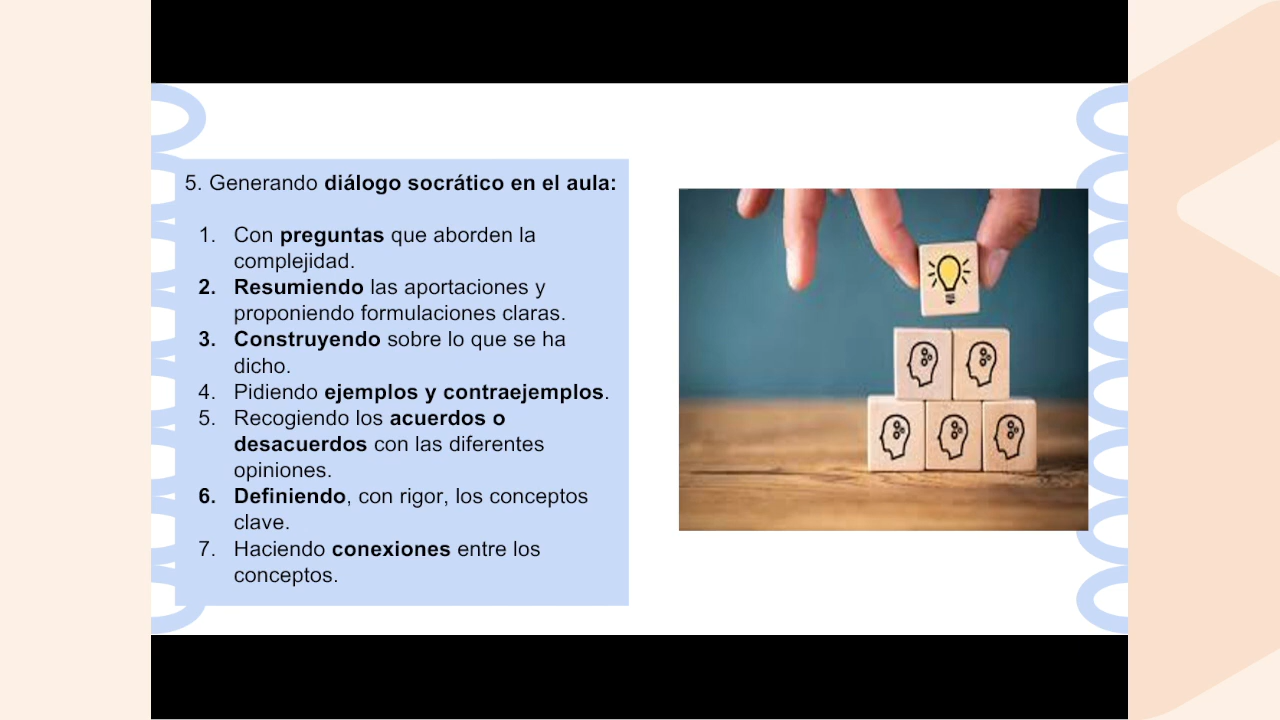 5. Generando diálogo socrático en el aula:
1. Con preguntas que aborden la
complejidad.
2. Resumiendo las aportaciones y
proponiendo formulaciones claras.
3. Construyendo sobre lo que se ha
dicho.
4. Pidiendo ejemplos y contraejemplos.
5. Recogiendo los acuerdos o
desacuerdos con las diferentes
opiniones.
6. Definiendo, con rigor, los conceptos
clave.
7. Haciendo conexiones entre los
conceptos.